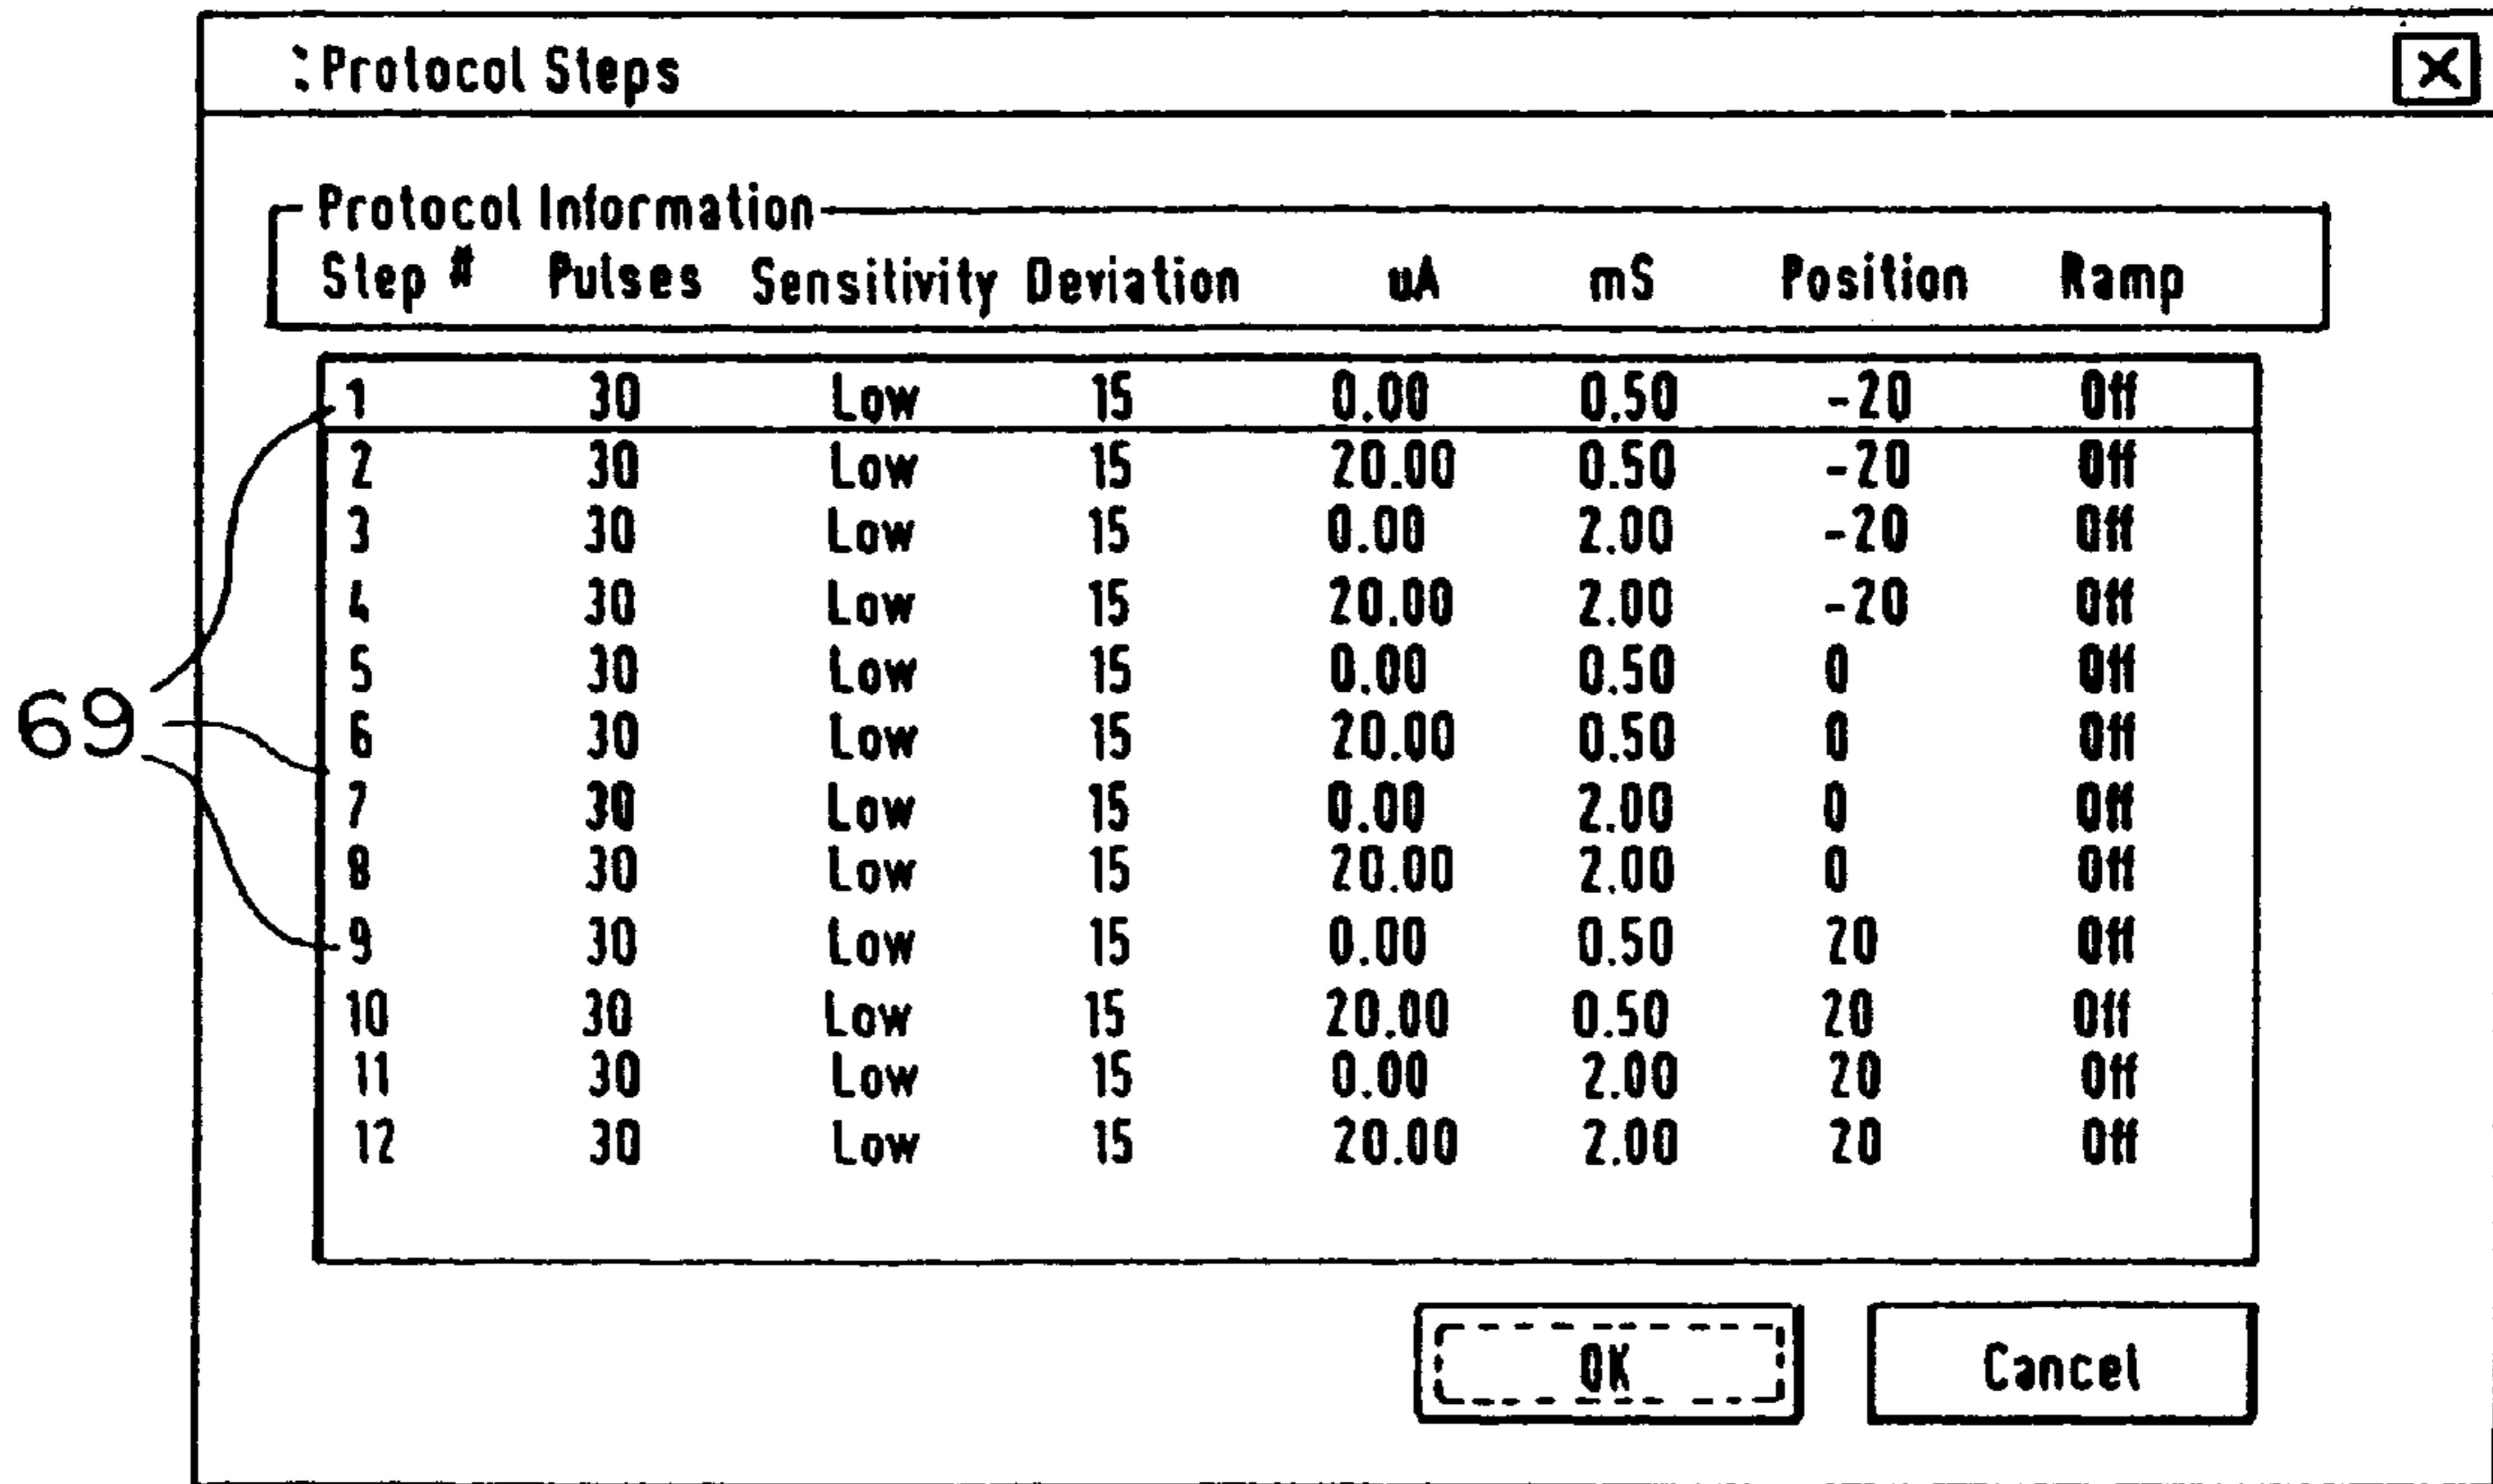 :Protocol Steps
Protocol Information
Step # Pulses Sensitivity Deviation uA mS Position Ramp
1 30 Low 15 0.00 0.50 -20 Off
2 30 Low 15 20.00 0.50 -20 Off
3 30 Low 15 0.00 2.00 -20 Off
4 30 Low 15 20.00 2.00 -20 Off
5 30 Low 15 0.00 0.50 0 Off
69
6 30 Low 15 20.00 0.50 0 Off
7 30 Low 15 0.00 2.00 0 Off
8 30 Low 15 20.00 2.00 0 Off
9 30 Low 15 0.00 0.50 20 Off
10 30 Low 15 20.00 0.50 20 Off
11 30 Low 15 0.00 2.00 20 Off
12 30 Low 15 20.00 2.00 20 Off
OK Cancel